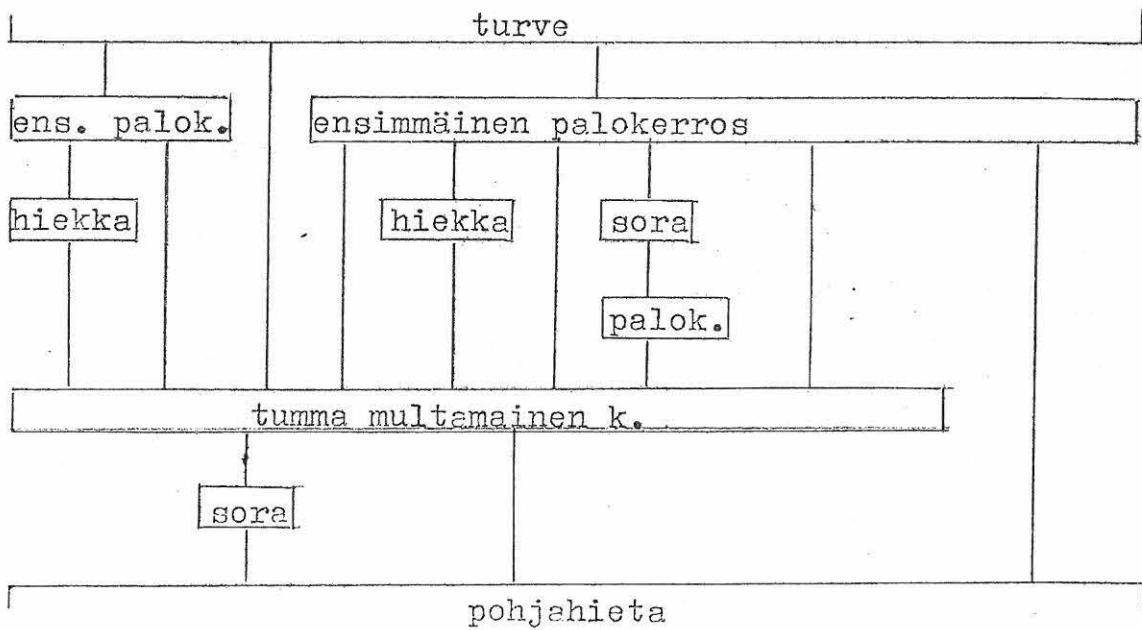 turve
ens. palok. ensimmäinen palokerros
hiekka hiekka sora
palok.
tumma multamainen k.
sora
pohjahieta